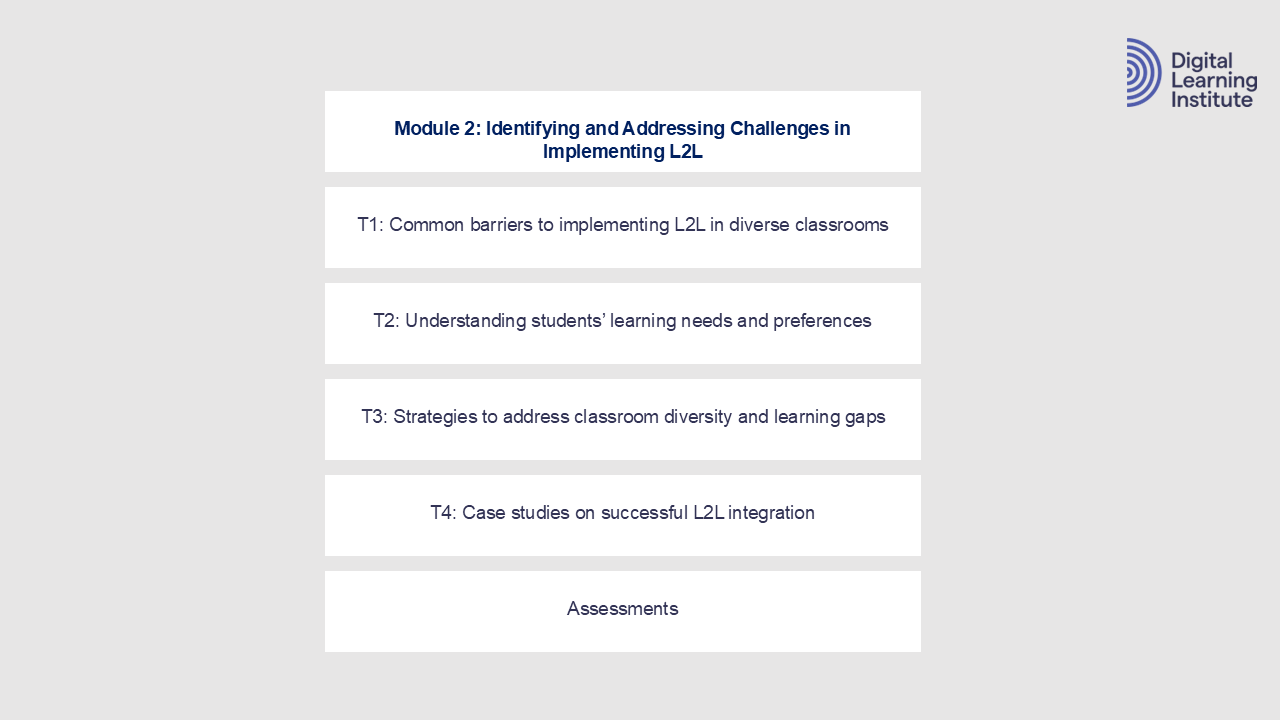 Digital
Learning
Institute
Module 2: Identifying and Addressing Challenges in
Implementing L2L
T1: Common barriers to implementing L2L in diverse classrooms
T2: Understanding students’ learning needs and preferences
T3: Strategies to address classroom diversity and learning gaps
T4: Case studies on successful L2L integration
Assessments